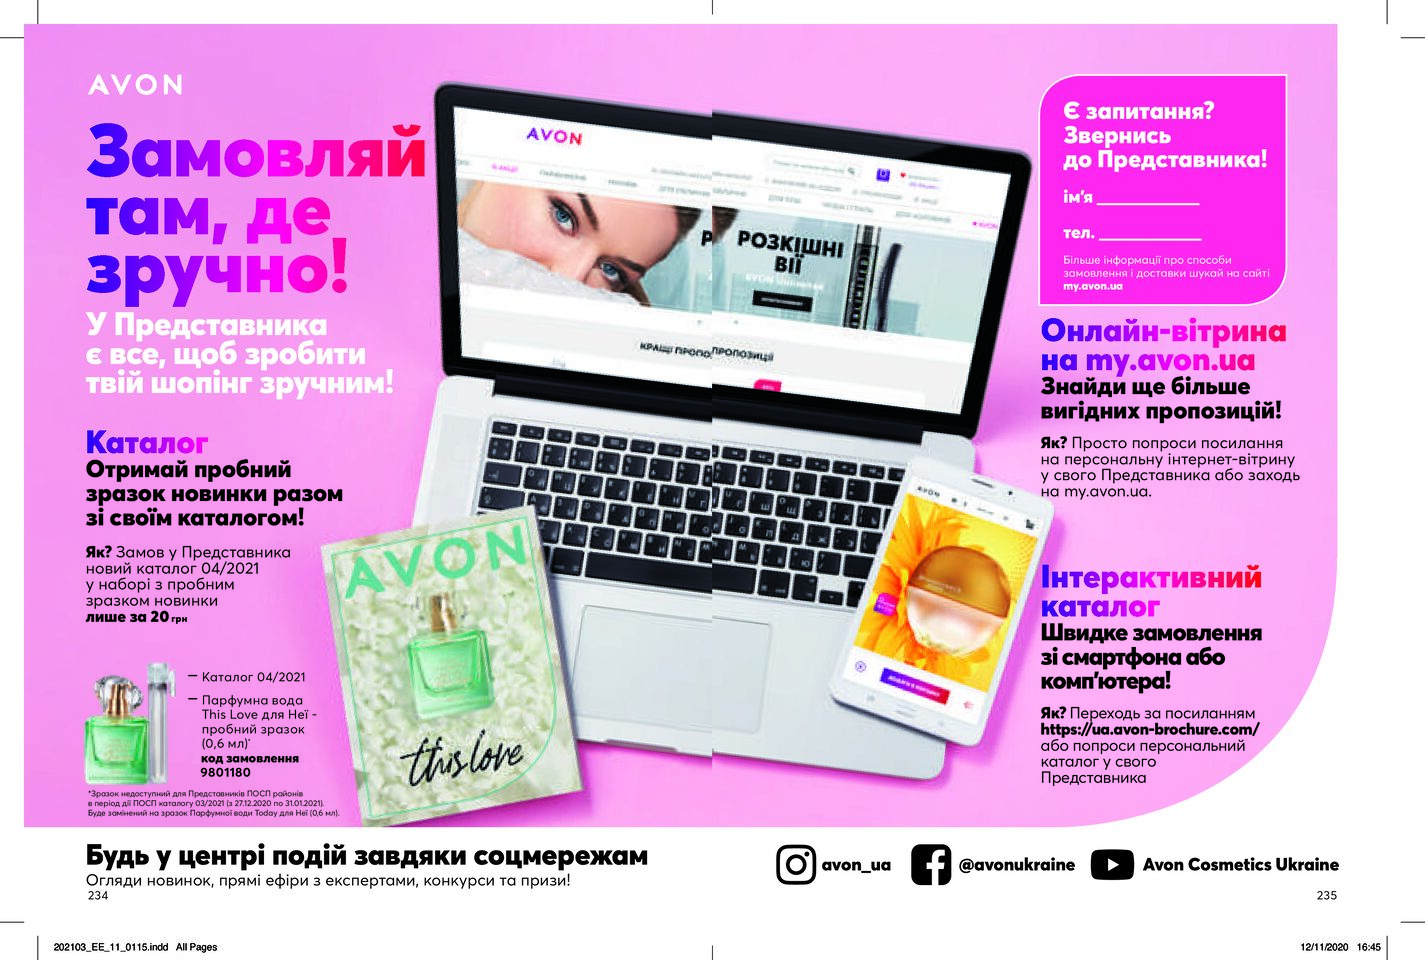 AVON
Замовляй
там, де
зручно!
У Представника
є все, щоб зробити
твій шопінг зручним!
Каталог
Отримай пробний
зразок новинки разом
зі своїм каталогом!
Як? Замов у Представника
новий каталог 04/2021
у наборі з пробним
зразком новинки
лише за 20 грн
— Каталог 04/2021
— Парфумна вода
This Love для Неї -
пробний зразок
(0,6 мл)*
код замовлення
9801180
*Зразок недоступний для Представників ПОСП районів
в період дії ПОСП каталогу 03/2021 (з 27.12.2020 по 31.01.2021).
Буде замінений на зразок Парфумної води Today для Неї (0,6 мл).
AVON
this love
AVON
РОЗКІШНІ
ВІЇ
КРАЩІ ПРОПОЗИЦІЇ
AVON
Є запитання?
Звернись
до Представника!
ім'я
тел.
Більше інформації про способи
замовлення і доставки шукай на сайті
my.avon.ua
Онлайн-вітрина
на my.avon.ua
Знайди ще більше
вигідних пропозицій!
Як? Просто попроси посилання
на персональну інтернет-вітрину
у свого Представника або заходь
на my.avon.ua.
Інтерактивний
каталог
Швидке замовлення
зі смартфона або
комп'ютера!
Як? Переходь за посиланням
https://ua.avon-brochure.com/
або попроси персональний
каталог у свого
Представника
Будь у центрі подій завдяки соцмережам
Огляди новинок, прямі ефіри з експертами, конкурси та призи!
avon_ua
@avonukraine
Avon Cosmetics Ukraine
234
235
202103_EE_11_0115.indd All Pages
12/11/2020 16:45